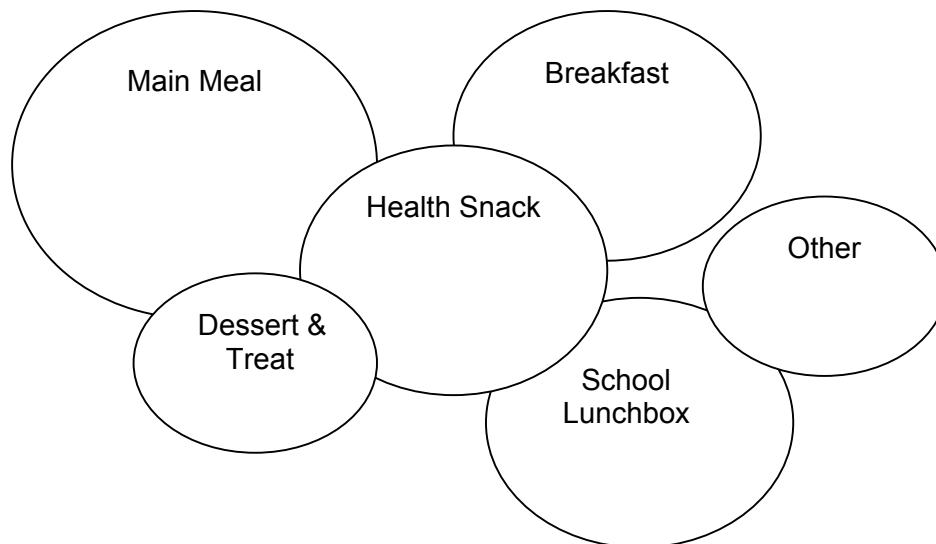 Main Meal
Breakfast
Health Snack
Other
Dessert &
Treat
School
Lunchbox